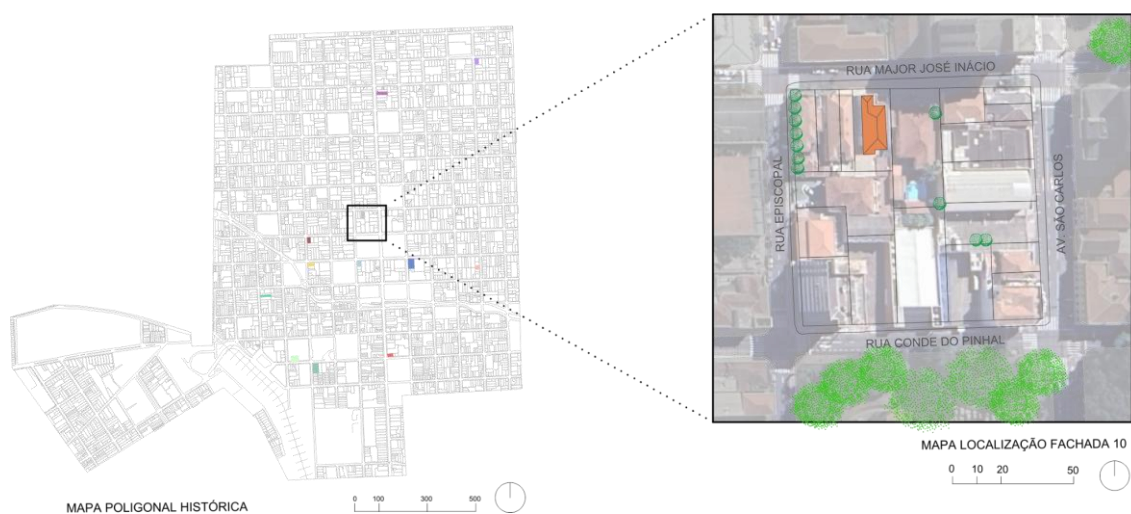 RUA MAJOR JOSÉ INÁCIO
RUA EPISCOPAL
AV. SÃO CARLOS
RUA CONDE DO PINHAL
MAPA LOCALIZAÇÃO FACHADA 10
0 10 20 50
MAPA POLIGONAL HISTÓRICA
0 100 300 500